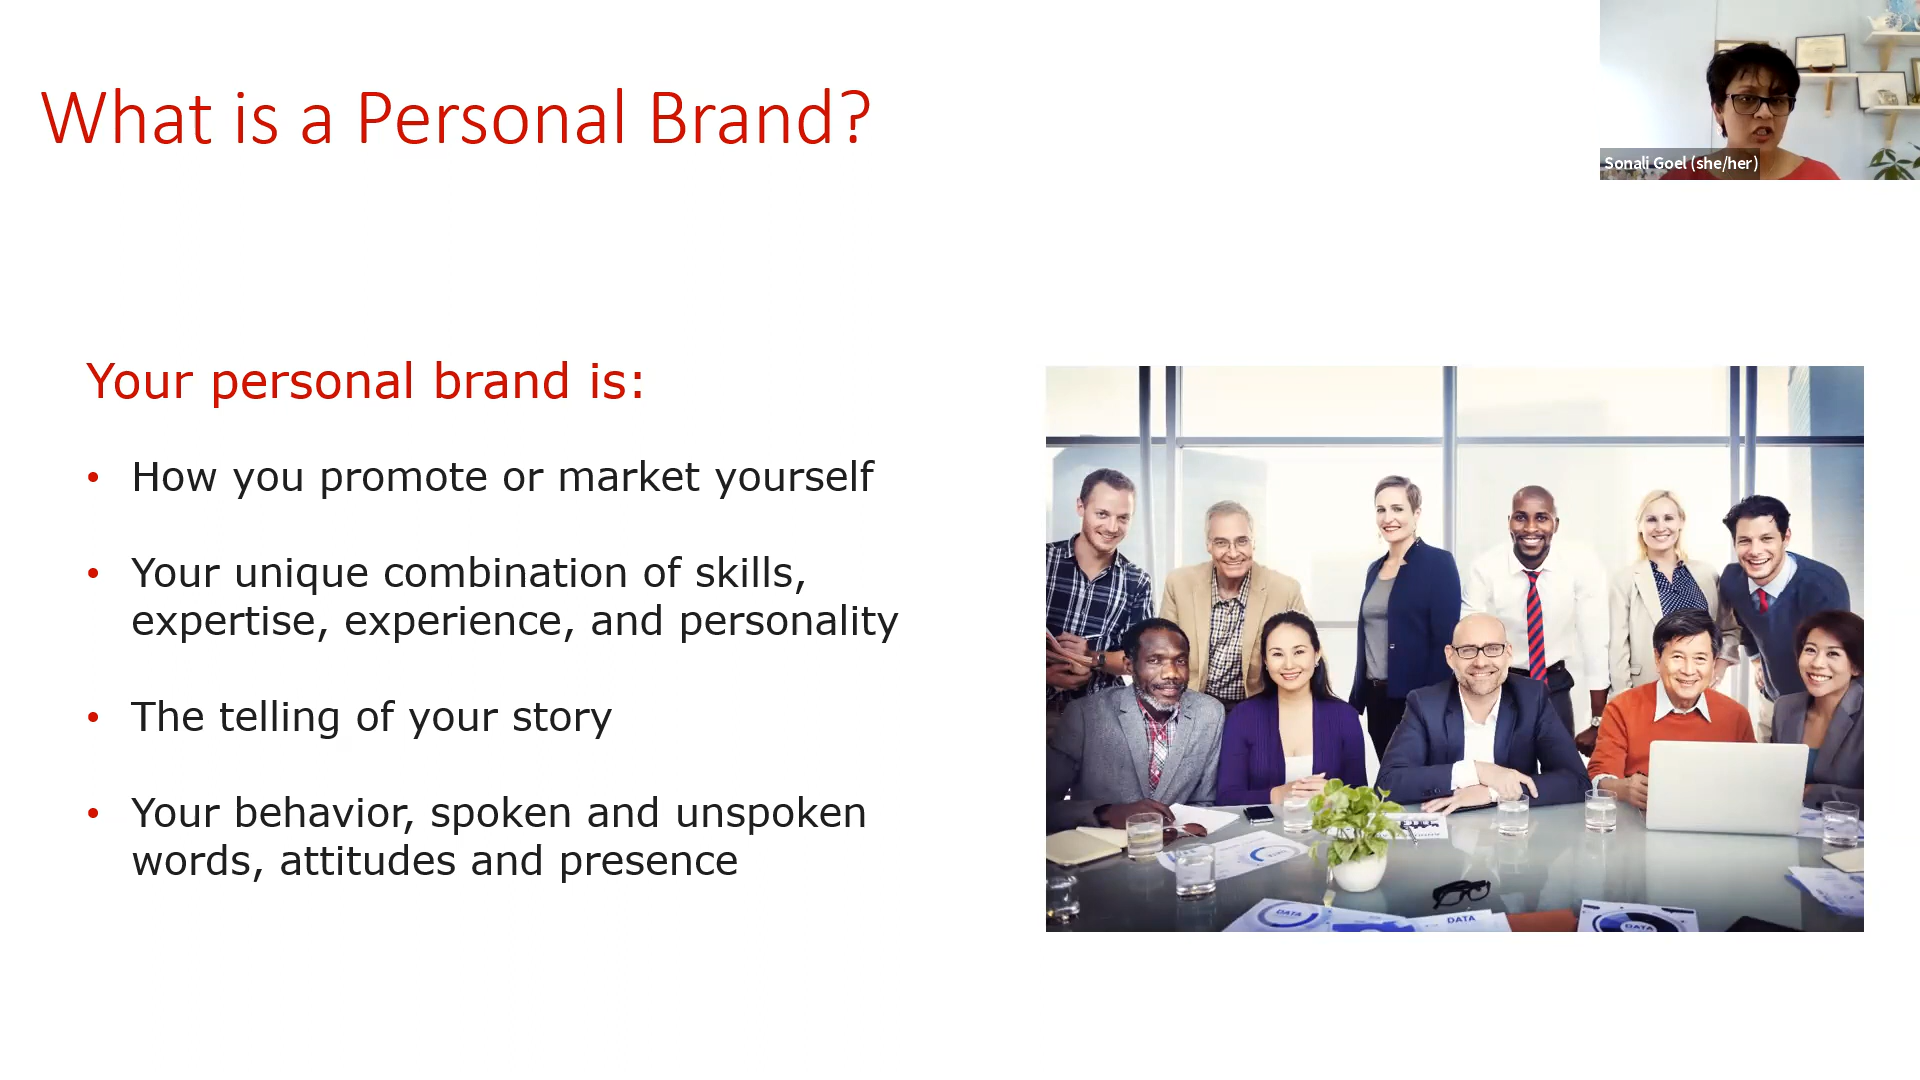 What is a Personal Brand?
Sonali Goel (she/her)
Your personal brand is:
• How you promote or market yourself
• Your unique combination of skills,
expertise, experience, and personality
• The telling of your story
• Your behavior, spoken and unspoken
words, attitudes and presence
DATA
DATA
DATA